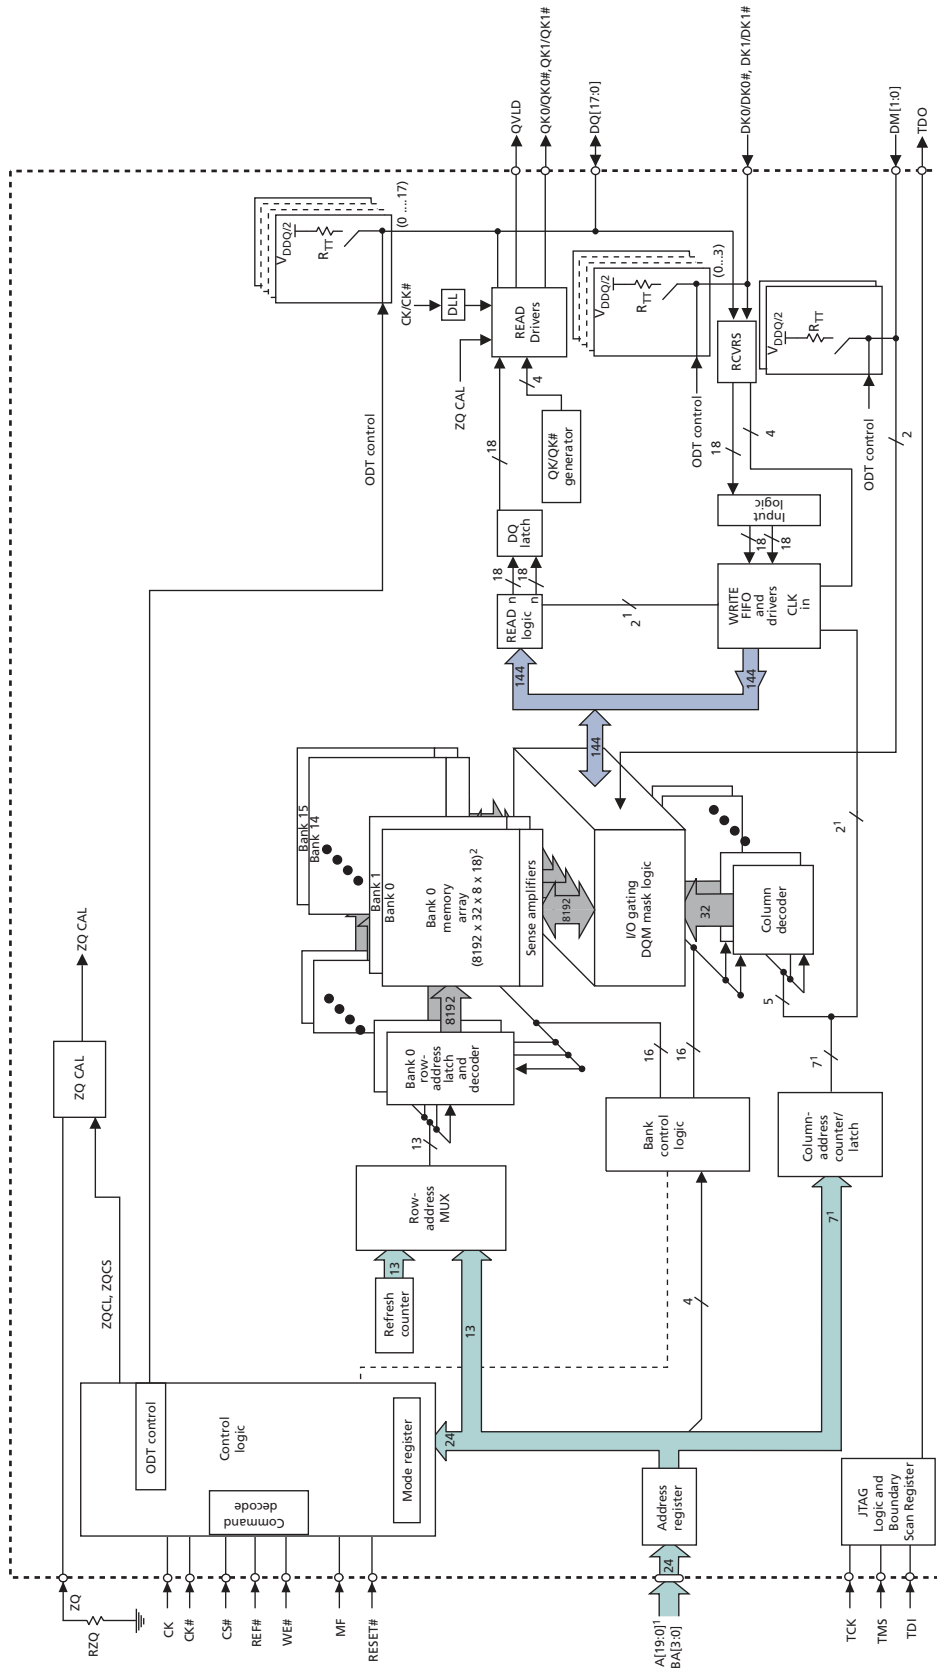 ZQ
RZQ
CK
CK#
CS#
REF#
WE#
MF
RESET#
A[19:0]¹
BA[3:0]
24
TCK
TMS
TDI
ODT control
Control
logic
Command
decode
Mode register
24
Address
register
JTAG
Logic and
Boundary
Scan Register
ZQCL, ZQCS
ZQ CAL
ZQ CAL
Refresh
counter
13
13
4
7¹
Row-
address
MUX
Bank
control
logic
Column-
address
counter/
latch
13
16
16
7¹
5
Bank 0
row-
address
latch
and
decoder
8192
Bank 15
Bank 14
Bank 1
Bank 0
Bank 0
memory
array
(8192 x 32 x 8 x 18)²
Sense amplifiers
8192
I/O gating
DQM mask logic
32
Column
decoder
2¹
144
144
144
READ
logic
n
n
2¹
WRITE
FIFO
and
drivers
CLK
in
18
18
DQ
latch
18
18
Input
logic
18
QK/QK#
generator
4
18
4
ODT control
ZQ CAL
CK/CK#
DLL
READ
Drivers
ODT control
RCVRS
ODT control
2
VDDQ/2
RTT
(0 ....17)
VDDQ/2
RTT
(0...3)
VDDQ/2
RTT
QVLD
QK0/QK0#,QK1/QK1#
DQ[17:0]
DK0/DK0#, DK1/DK1#
DM[1:0]
TDO